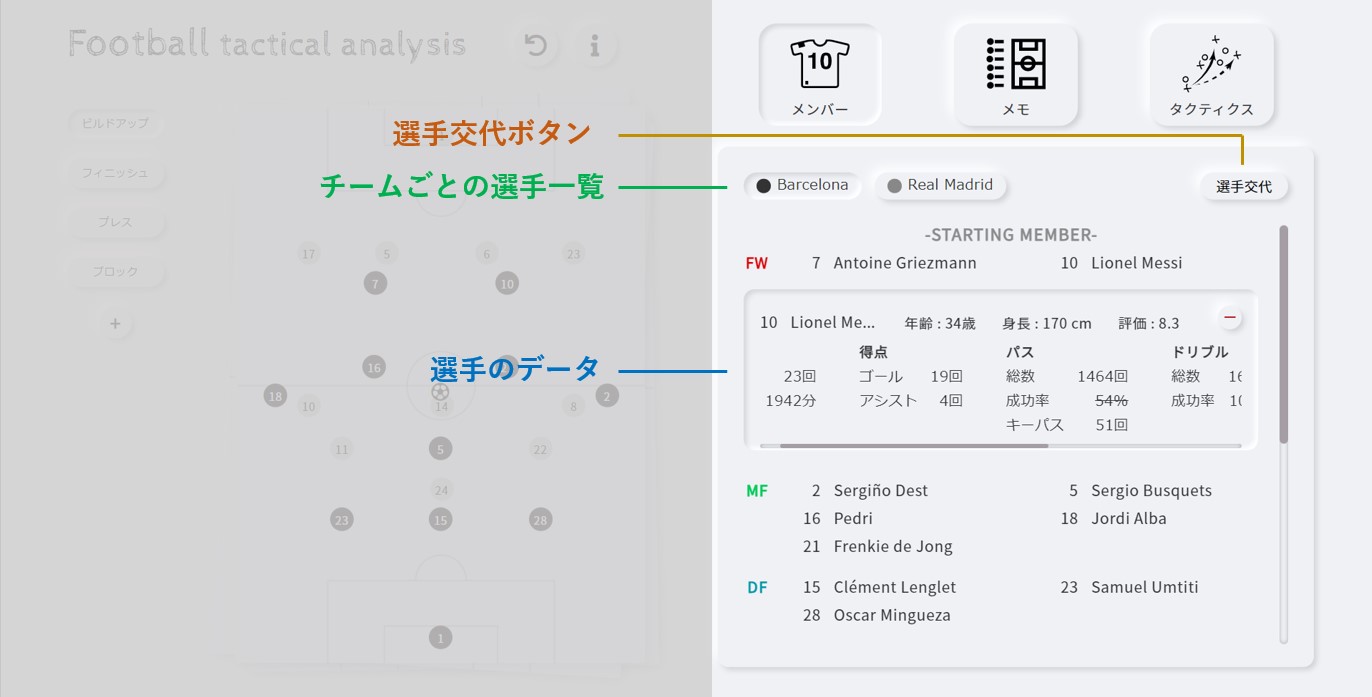 Football tactical analysis
i
メンバー
メモ
タクティクス
10
ビルドアップ
フィニッシュ
プレス
ブロック
+
選手交代ボタン
チームごとの選手一覧
選手のデータ
17 5 6 23
7 10
16
18 10 14 8 2
11 5 22
24
23 15 28
1
Barcelona Real Madrid 選手交代
-STARTING MEMBER-
FW 7 Antoine Griezmann 10 Lionel Messi
10 Lionel Me... 年齢 : 34歳 身長 : 170 cm 評価 : 8.3
得点 パス ドリブル
23回 ゴール 19回 総数 1464回 総数 16
1942分 アシスト 4回 成功率 54% 成功率 10
キーパス 51回
MF 2 Sergiño Dest 5 Sergio Busquets
16 Pedri 18 Jordi Alba
21 Frenkie de Jong
DF 15 Clément Lenglet 23 Samuel Umtiti
28 Oscar Mingueza